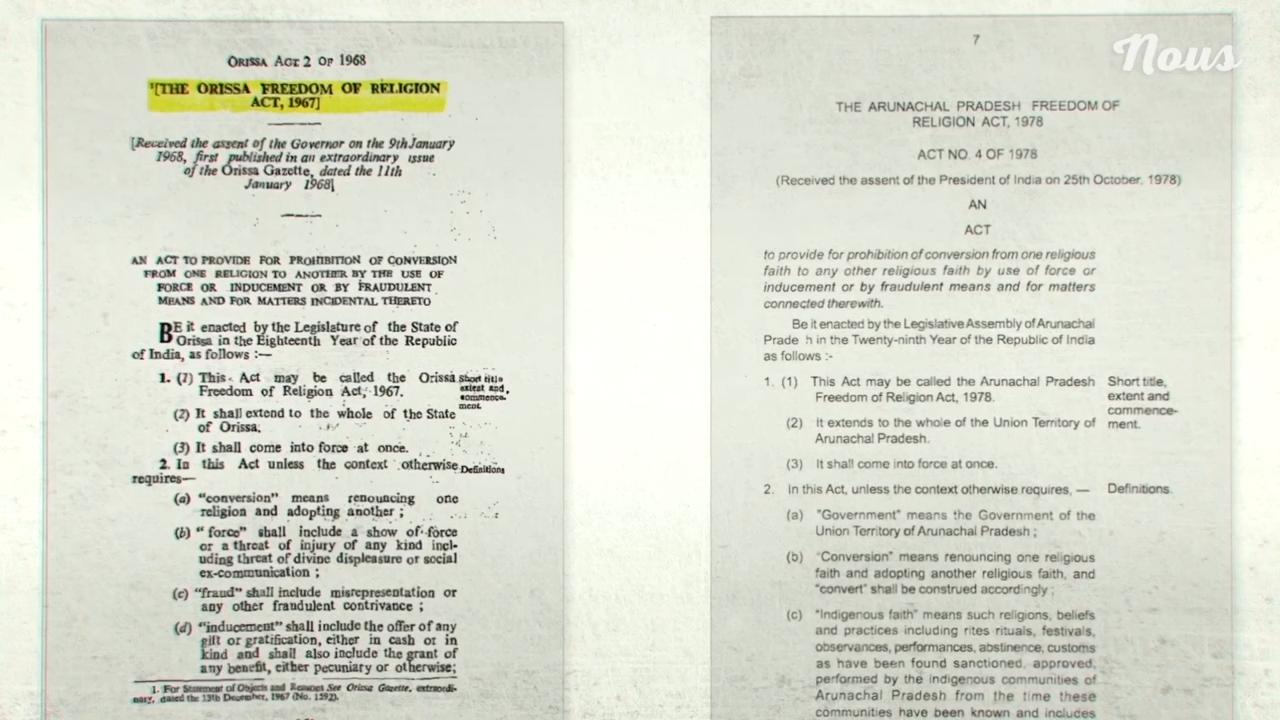 ORISSA ACT 2 OF 1968
¹[THE ORISSA FREEDOM OF RELIGION
ACT, 1967]
[Received the assent of the Governor on the 9th January
1968, first published in an extraordinary issue
of the Orissa Gazette, dated the 11th
January 1968]
AN ACT TO PROVIDE FOR PROHIBITION OF CONVERSION
FROM ONE RELIGION TO ANOTHER BY THE USE OF
FORCE OR INDUCEMENT OR BY FRAUDULENT
MEANS AND FOR MATTERS INCIDENTAL THERETO
BE it enacted by the Legislature of the State of
Orissa in the Eighteenth Year of the Republic
of India, as follows :—
1. (1) This Act may be called the Orissa
Freedom of Religion Act, 1967.
Short title
extent and,
commence-
ment.
(2) It shall extend to the whole of the State
of Orissa.
(3) It shall come into force at once.
2. In this Act unless the context otherwise
requires—
Definitions
(a) “conversion” means renouncing one
religion and adopting another ;
(b) “ force” shall include a show of force
or a threat of injury of any kind incl-
uding threat of divine displeasure or social
ex-communication ;
(c) “fraud” shall include misrepresentation or
any other fraudulent contrivance ;
(d) “inducement” shall include the offer of any
gift or gratification, either in cash or in
kind and shall also include the grant of
any benefit, either pecuniary or otherwise;
1. For Statement of Objects and Reasons See Orissa Gazette, extraordi-
nary, dated the 13th December, 1967 (No. 1592).
7
Nous
THE ARUNACHAL PRADESH FREEDOM OF
RELIGION ACT, 1978
ACT NO. 4 OF 1978
(Received the assent of the President of India on 25th October, 1978)
AN
ACT
to provide for prohibition of conversion from one religious
faith to any other religious faith by use of force or
inducement or by fraudulent means and for matters
connected therewith.
Be it enacted by the Legislative Assembly of Arunachal
Prade h in the Twenty-ninth Year of the Republic of India
as follows :-
1. (1) This Act may be called the Arunachal Pradesh
Freedom of Religion Act, 1978.
Short title,
extent and
commence-
ment.
(2) It extends to the whole of the Union Territory of
Arunachal Pradesh.
(3) It shall come into force at once.
2. In this Act, unless the context otherwise requires, —
Definitions.
(a) "Government" means the Government of the
Union Territory of Arunachal Pradesh ;
(b) "Conversion" means renouncing one religious
faith and adopting another religious faith, and
"convert" shall be construed accordingly ;
(c) "Indigenous faith" means such religions, beliefs
and practices including rites rituals, festivals,
observances, performances, abstinence, customs
as have been found sanctioned, approved,
performed by the indigenous communities of
Arunachal Pradesh from the time these
communities have been known and includes